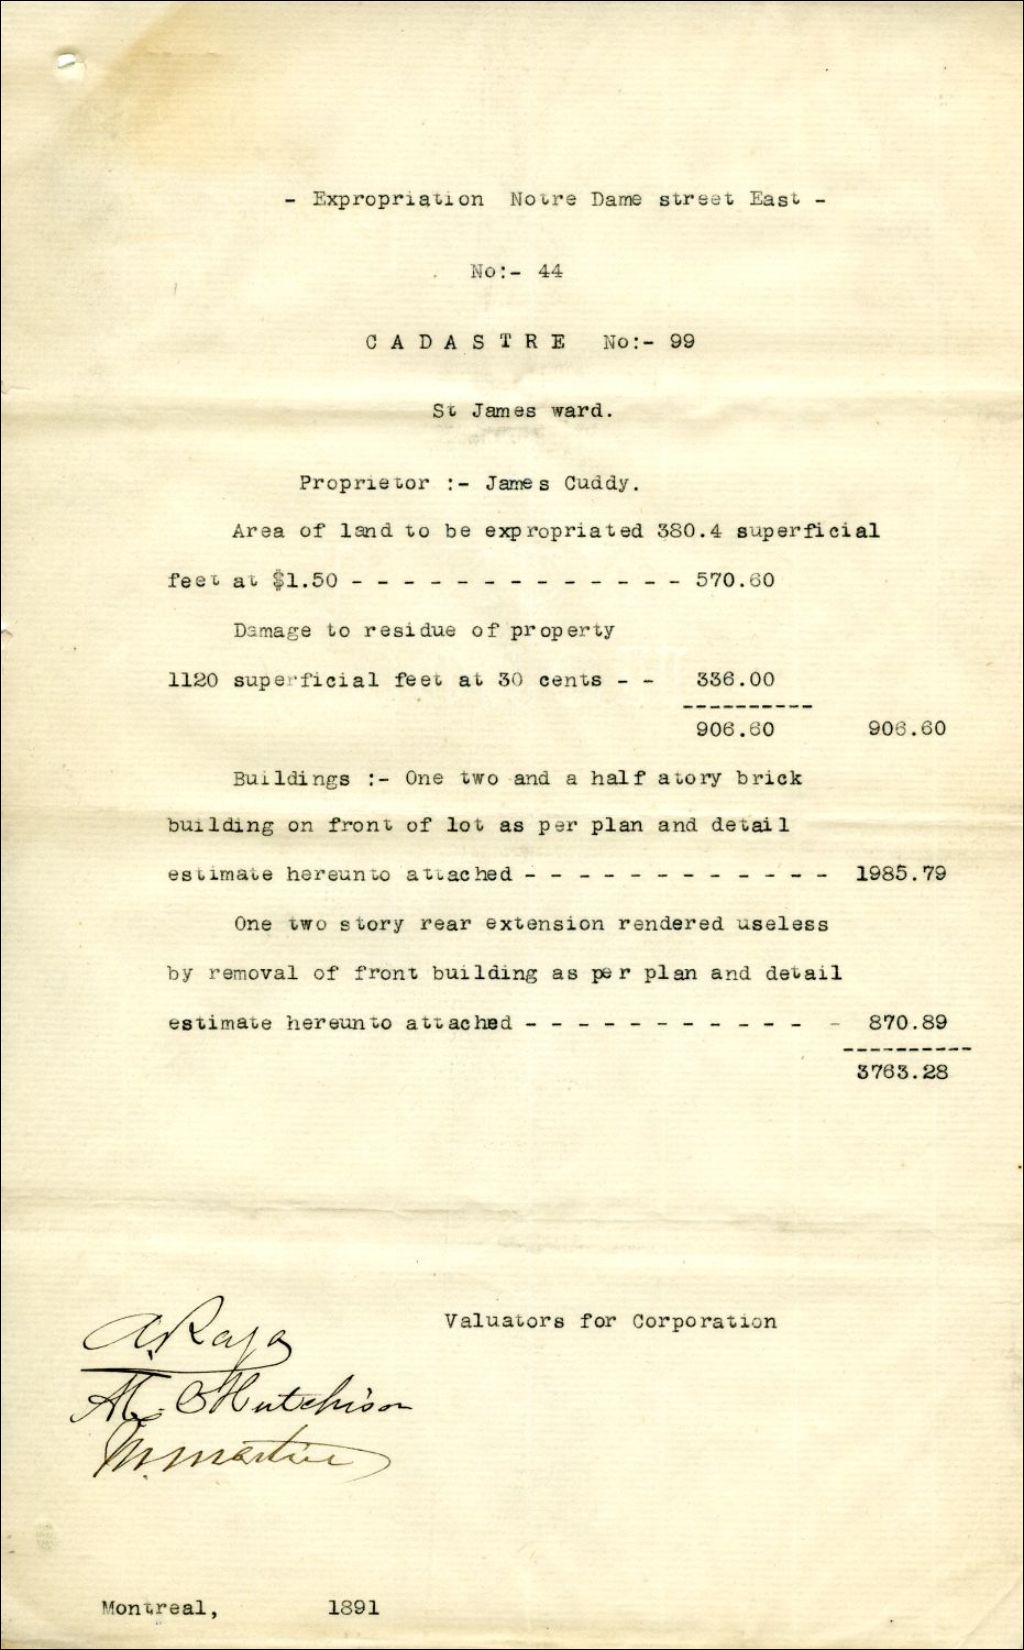 - Expropriation Notre Dame street East -
No:- 44
C A D A S T R E No:- 99
St James ward.
Proprietor :- James Cuddy.
Area of land to be expropriated 380.4 superficial
feet at $1.50 - - - - - - - - - - - - - 570.60
Damage to residue of property
1120 superficial feet at 30 cents - - 336.00
----------
906.60 906.60
Buildings :- One two and a half atory brick
building on front of lot as per plan and detail
estimate hereunto attached - - - - - - - - - - - - 1985.79
One two story rear extension rendered useless
by removal of front building as per plan and detail
estimate hereunto attached - - - - - - - - - - - - 870.89
----------
3763.28
Valuators for Corporation
A. Raza
A.C. Hutchison
M. Martin
Montreal, 1891